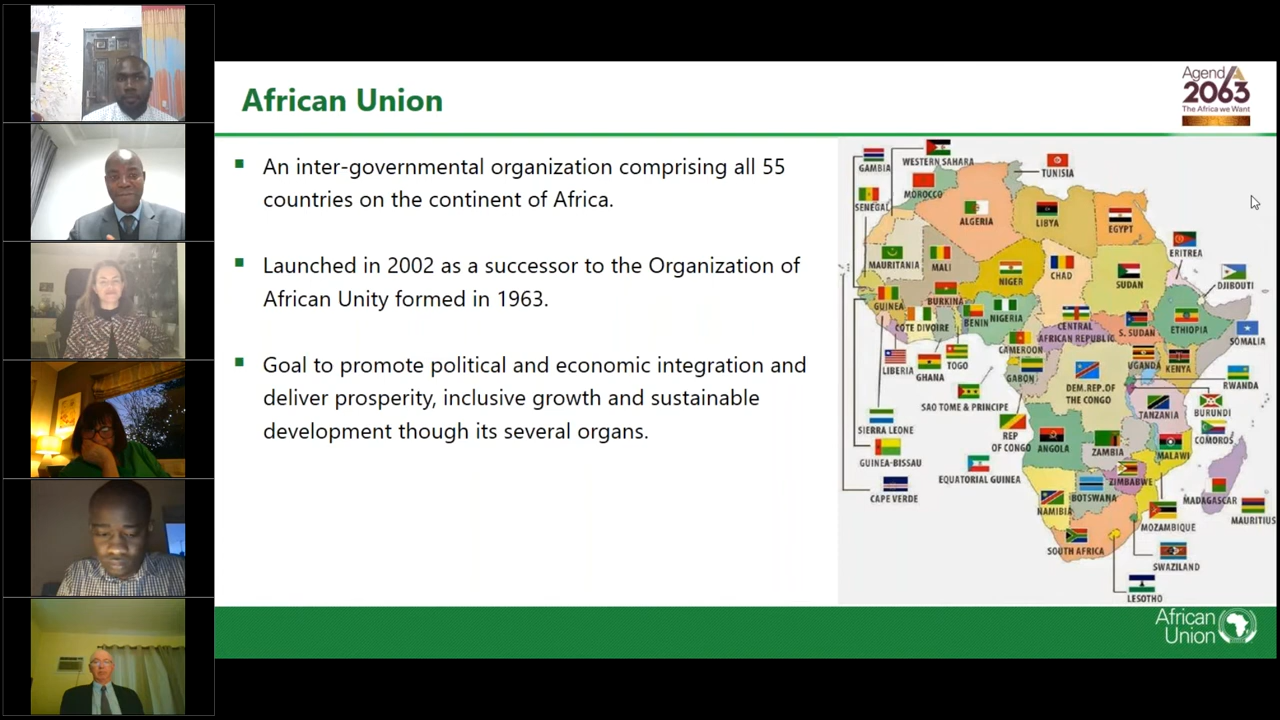 African Union
Agenda
2063
The Africa we Want
An inter-governmental organization comprising all 55
countries on the continent of Africa.
Launched in 2002 as a successor to the Organization of
African Unity formed in 1963.
Goal to promote political and economic integration and
deliver prosperity, inclusive growth and sustainable
development though its several organs.
GAMBIA
WESTERN SAHARA
TUNISIA
SENEGAL
MOROCCO
ALGERIA
LIBYA
EGYPT
MAURITANIA
MALI
NIGER
CHAD
SUDAN
ERITREA
DJIBOUTI
GUINEA
BURKINA
BENIN
NIGERIA
COTE DIVOIRE
CENTRAL
AFRICAN REPUBLIC
S. SUDAN
ETHIOPIA
SOMALIA
LIBERIA
GHANA
TOGO
CAMEROON
GABON
UGANDA
KENYA
RWANDA
SAO TOME & PRINCIPE
DEM.REP.OF
THE CONGO
TANZANIA
BURUNDI
SIERRA LEONE
REP
OF CONGO
ANGOLA
ZAMBIA
MALAWI
COMOROS
GUINEA-BISSAU
EQUATORIAL GUINEA
ZIMBABWE
CAPE VERDE
NAMIBIA
BOTSWANA
MADAGASCAR
MAURITIUS
MOZAMBIQUE
SOUTH AFRICA
SWAZILAND
LESOTHO
African
Union